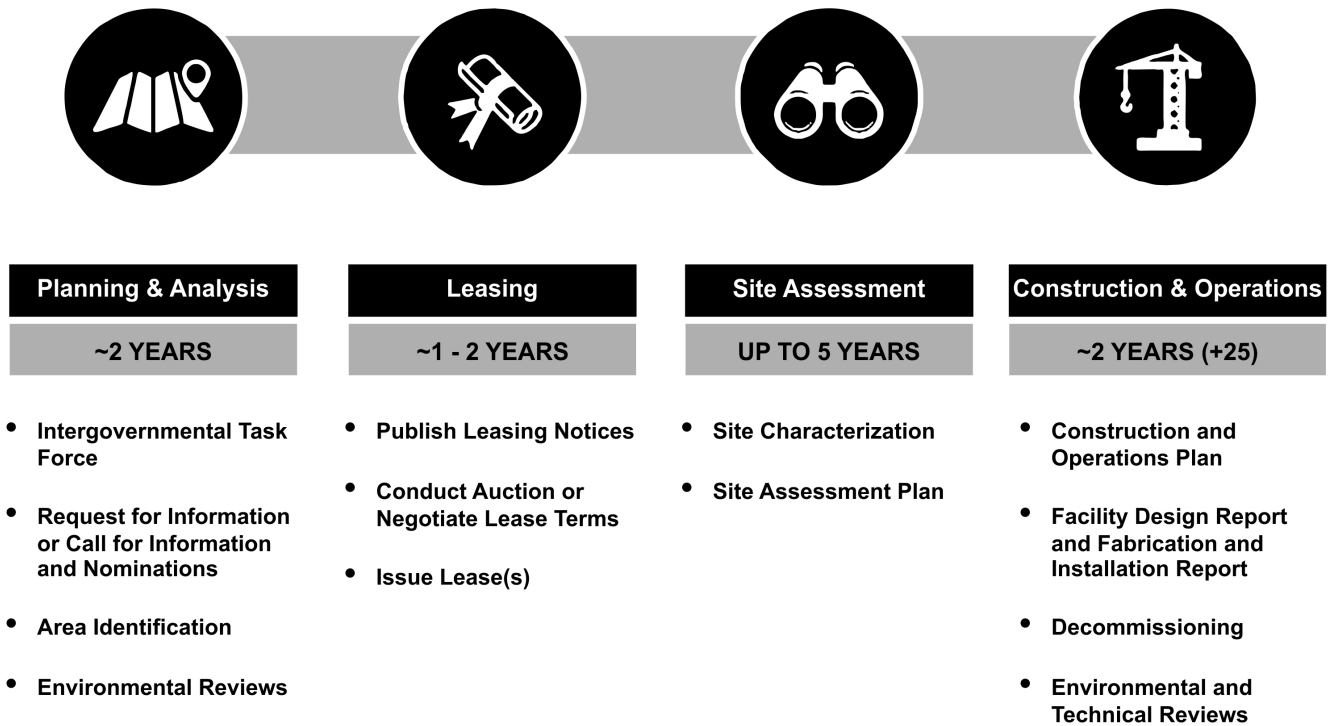 Planning & Analysis
~2 YEARS
• Intergovernmental Task
Force
• Request for Information
or Call for Information
and Nominations
• Area Identification
• Environmental Reviews
Leasing
~1 - 2 YEARS
• Publish Leasing Notices
• Conduct Auction or
Negotiate Lease Terms
• Issue Lease(s)
Site Assessment
UP TO 5 YEARS
• Site Characterization
• Site Assessment Plan
Construction & Operations
~2 YEARS (+25)
• Construction and
Operations Plan
• Facility Design Report
and Fabrication and
Installation Report
• Decommissioning
• Environmental and
Technical Reviews